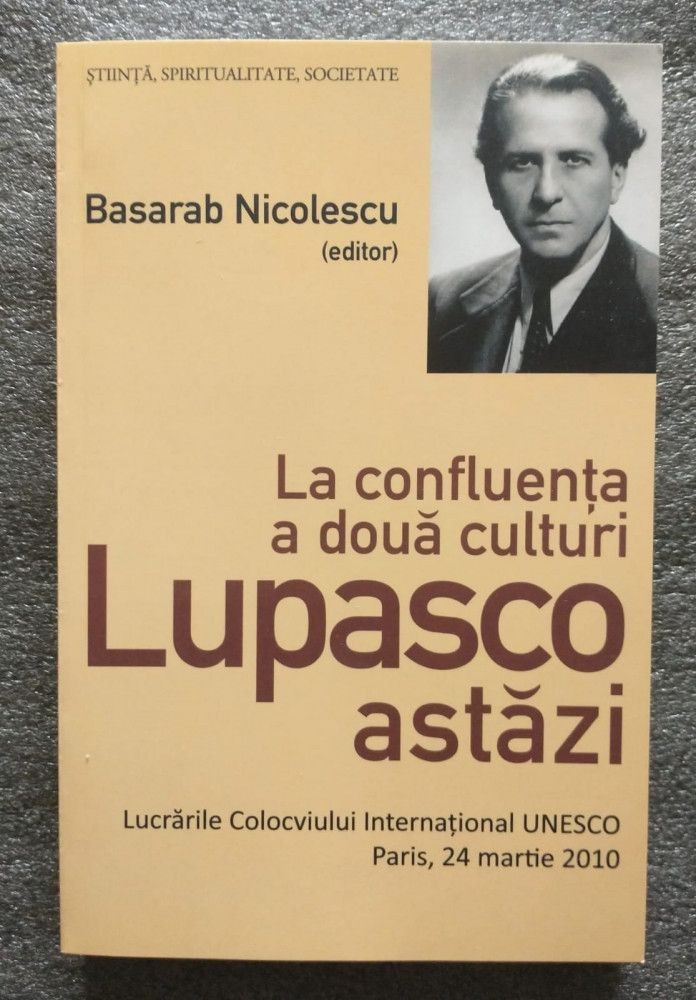 ŞTIINŢĂ, SPIRITUALITATE, SOCIETATE
Basarab Nicolescu
(editor)
La confluența
a două culturi
Lupasco
astăzi
Lucrările Colocviului Internațional UNESCO
Paris, 24 martie 2010